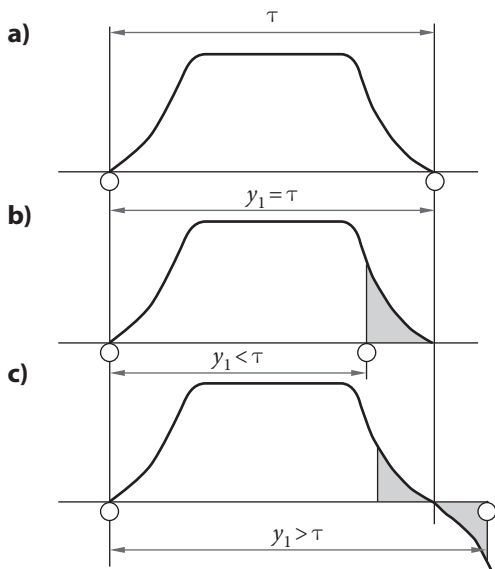 a)
τ
y₁ = τ
b)
y₁ < τ
c)
y₁ > τ